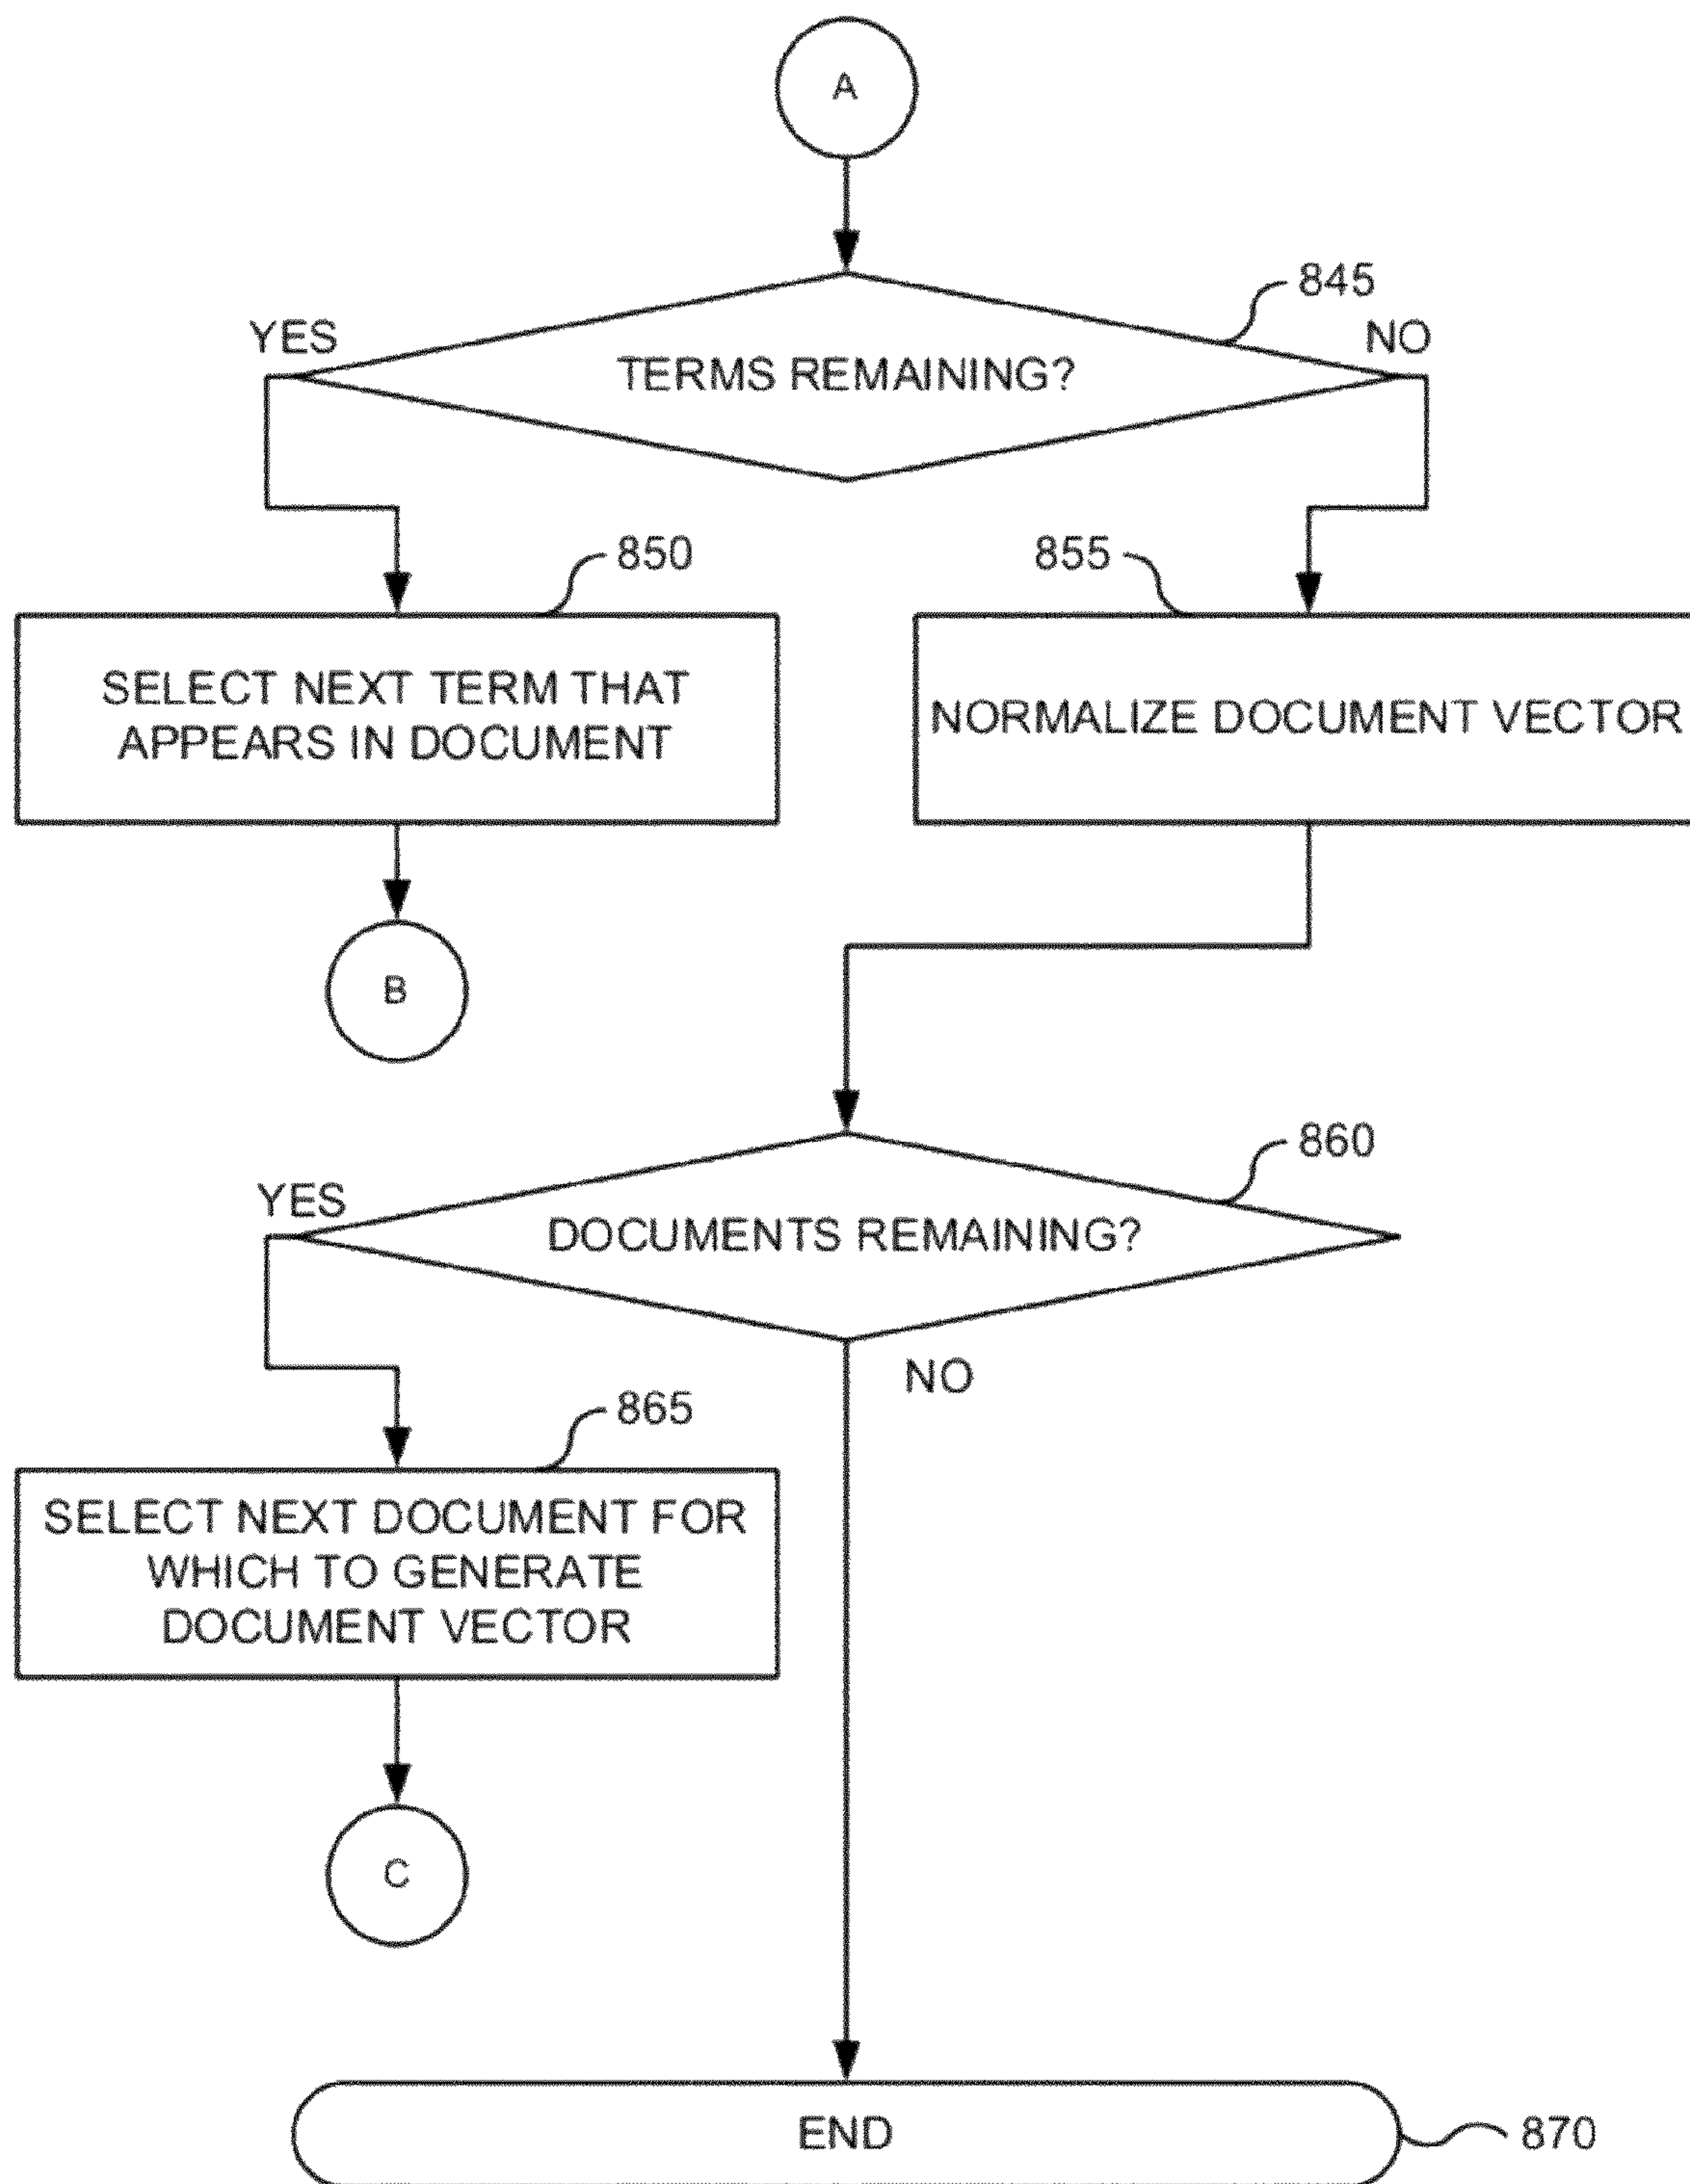 A
845
YES
NO
TERMS REMAINING?
850
855
SELECT NEXT TERM THAT
APPEARS IN DOCUMENT
NORMALIZE DOCUMENT VECTOR
B
860
YES
DOCUMENTS REMAINING?
NO
865
SELECT NEXT DOCUMENT FOR
WHICH TO GENERATE
DOCUMENT VECTOR
C
END
870